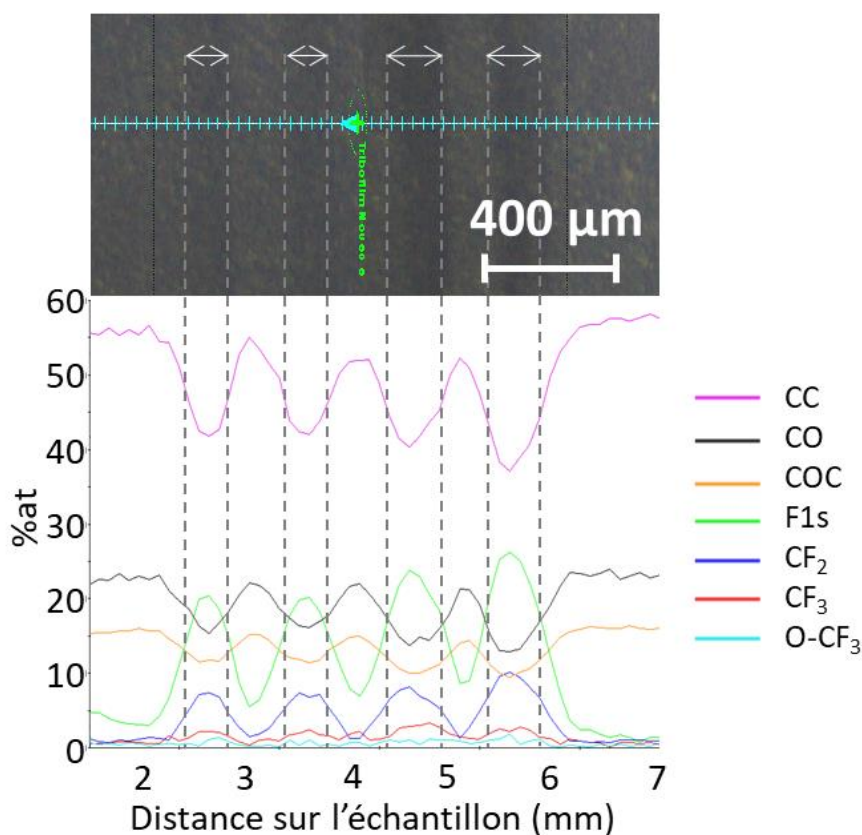 400 µm
60
50
40
30
20
10
0
%at
2 3 4 5 6 7
Distance sur l’échantillon (mm)
CC
CO
COC
F1s
CF₂
CF₃
O-CF₃